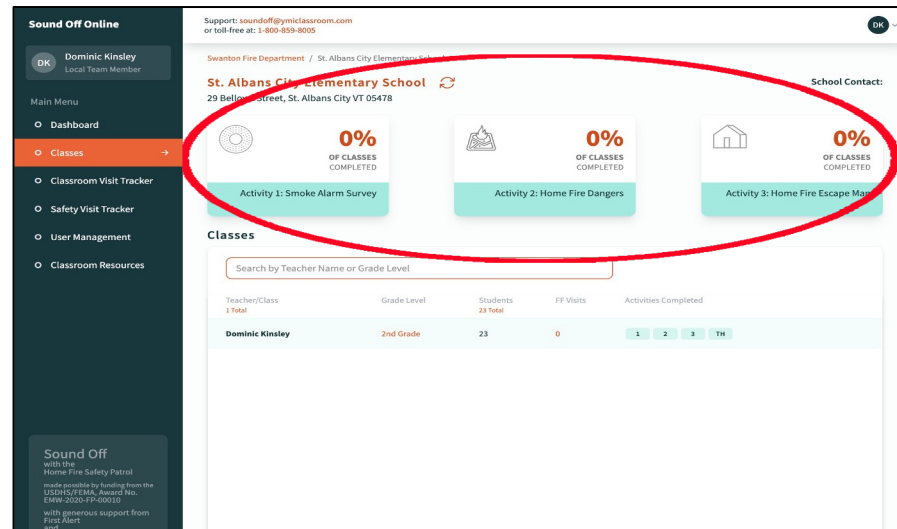 Sound Off Online
DK
Dominic Kinsley
Local Team Member
Main Menu
Dashboard
Classes
Classroom Visit Tracker
Safety Visit Tracker
User Management
Classroom Resources
Sound Off
with the
Home Fire Safety Patrol
made possible by funding from the
USDHS/FEMA, Award No.
EMW-2020-FP-00010
with generous support from
First Alert
and
Support: soundoff@ymiclassroom.com
or toll-free at: 1-800-859-8005
DK
Swanton Fire Department / St. Albans City Elementary School
St. Albans City Elementary School
School Contact:
29 Bellows Street, St. Albans City VT 05478
0%
OF CLASSES
COMPLETED
Activity 1: Smoke Alarm Survey
0%
OF CLASSES
COMPLETED
Activity 2: Home Fire Dangers
0%
OF CLASSES
COMPLETED
Activity 3: Home Fire Escape Map
Classes
Search by Teacher Name or Grade Level
Teacher/Class Grade Level Students FF Visits Activities Completed
1 Total 23 Total
Dominic Kinsley 2nd Grade 23 0 1 2 3 TH